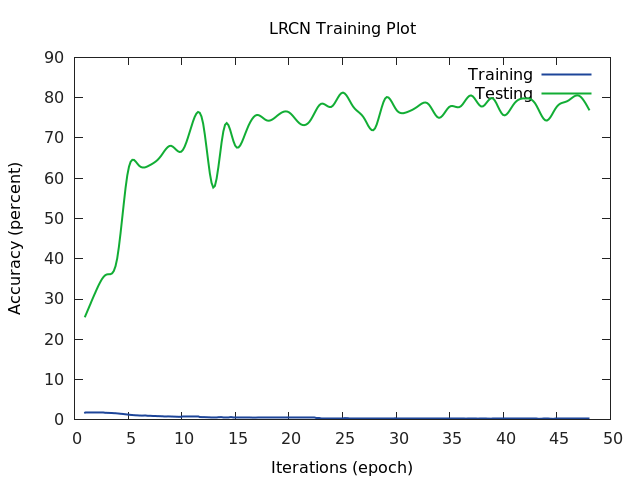 LRCN Training Plot
Training
Testing
Accuracy (percent)
90
80
70
60
50
40
30
20
10
0
0 5 10 15 20 25 30 35 40 45 50
Iterations (epoch)